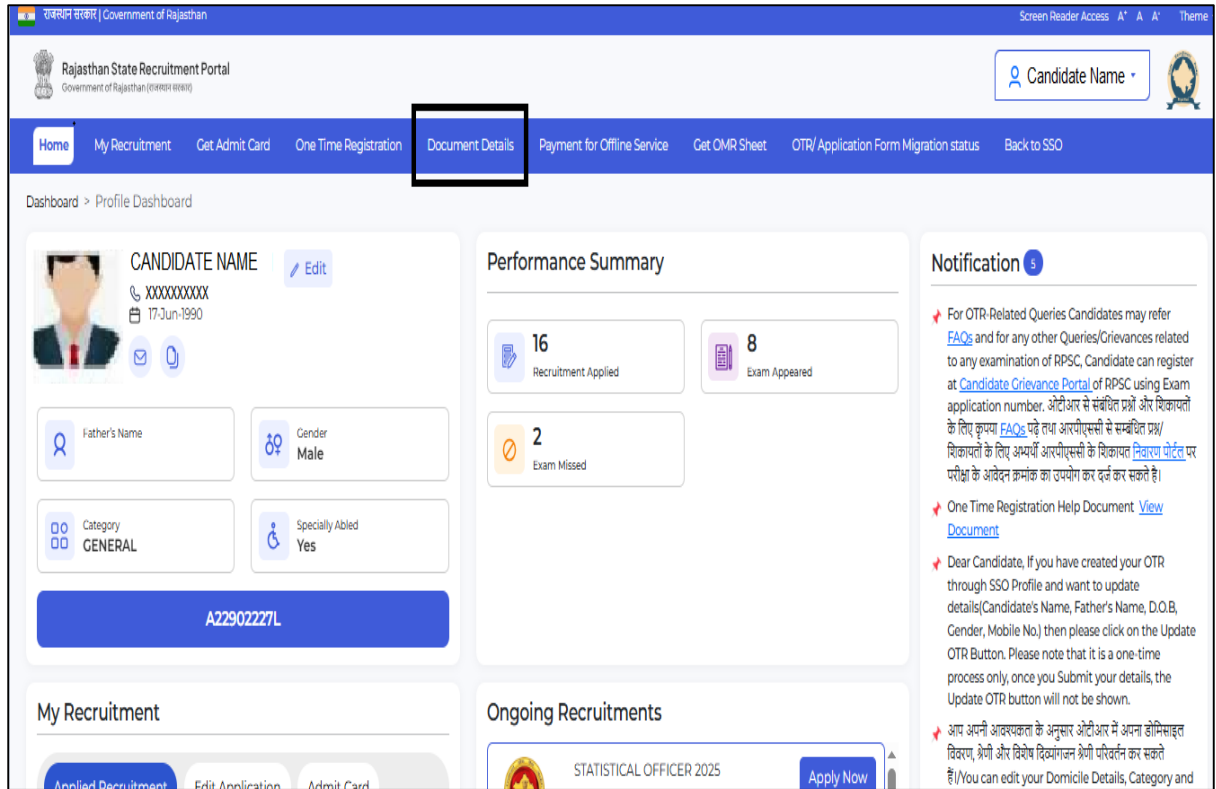 राजस्थान सरकार | Government of Rajasthan
Screen Reader Access A⁺ A A⁻ Theme
Rajasthan State Recruitment Portal
Government of Rajasthan (राजस्थान सरकार)
Candidate Name
Home My Recruitment Get Admit Card One Time Registration Document Details Payment for Offline Service Get OMR Sheet OTR/ Application Form Migration status Back to SSO
Dashboard > Profile Dashboard
CANDIDATE NAME
Edit
XXXXXXXXXX
17-Jun-1990
Father's Name
Gender
Male
Category
GENERAL
Specially Abled
Yes
A22902227L
Performance Summary
16
Recruitment Applied
8
Exam Appeared
2
Exam Missed
Notification 5
For OTR-Related Queries Candidates may refer
FAQs and for any other Queries/Grievances related
to any examination of RPSC, Candidate can register
at Candidate Grievance Portal of RPSC using Exam
application number. ओटीआर से संबंधित प्रश्नों और शिकायतों
के लिए कृपया FAQs पढ़े तथा आरपीएससी से सम्बंधित प्रश्न/
शिकायतों के लिए अभ्यर्थी आरपीएससी के शिकायत निवारण पोर्टल पर
परीक्षा के आवेदन क्रमांक का उपयोग कर दर्ज कर सकते है।
One Time Registration Help Document View
Document
Dear Candidate, If you have created your OTR
through SSO Profile and want to update
details(Candidate's Name, Father's Name, D.O.B,
Gender, Mobile No.) then please click on the Update
OTR Button. Please note that it is a one-time
process only, once you Submit your details, the
Update OTR button will not be shown.
आप अपनी आवश्यकता के अनुसार ओटीआर में अपना डोमिसाइल
विवरण, श्रेणी और विशेष दिव्यांगजन श्रेणी परिवर्तन कर सकते
हैं।/You can edit your Domicile Details, Category and
My Recruitment
Applied Recruitment Edit Application Admit Card
Ongoing Recruitments
STATISTICAL OFFICER 2025
Apply Now